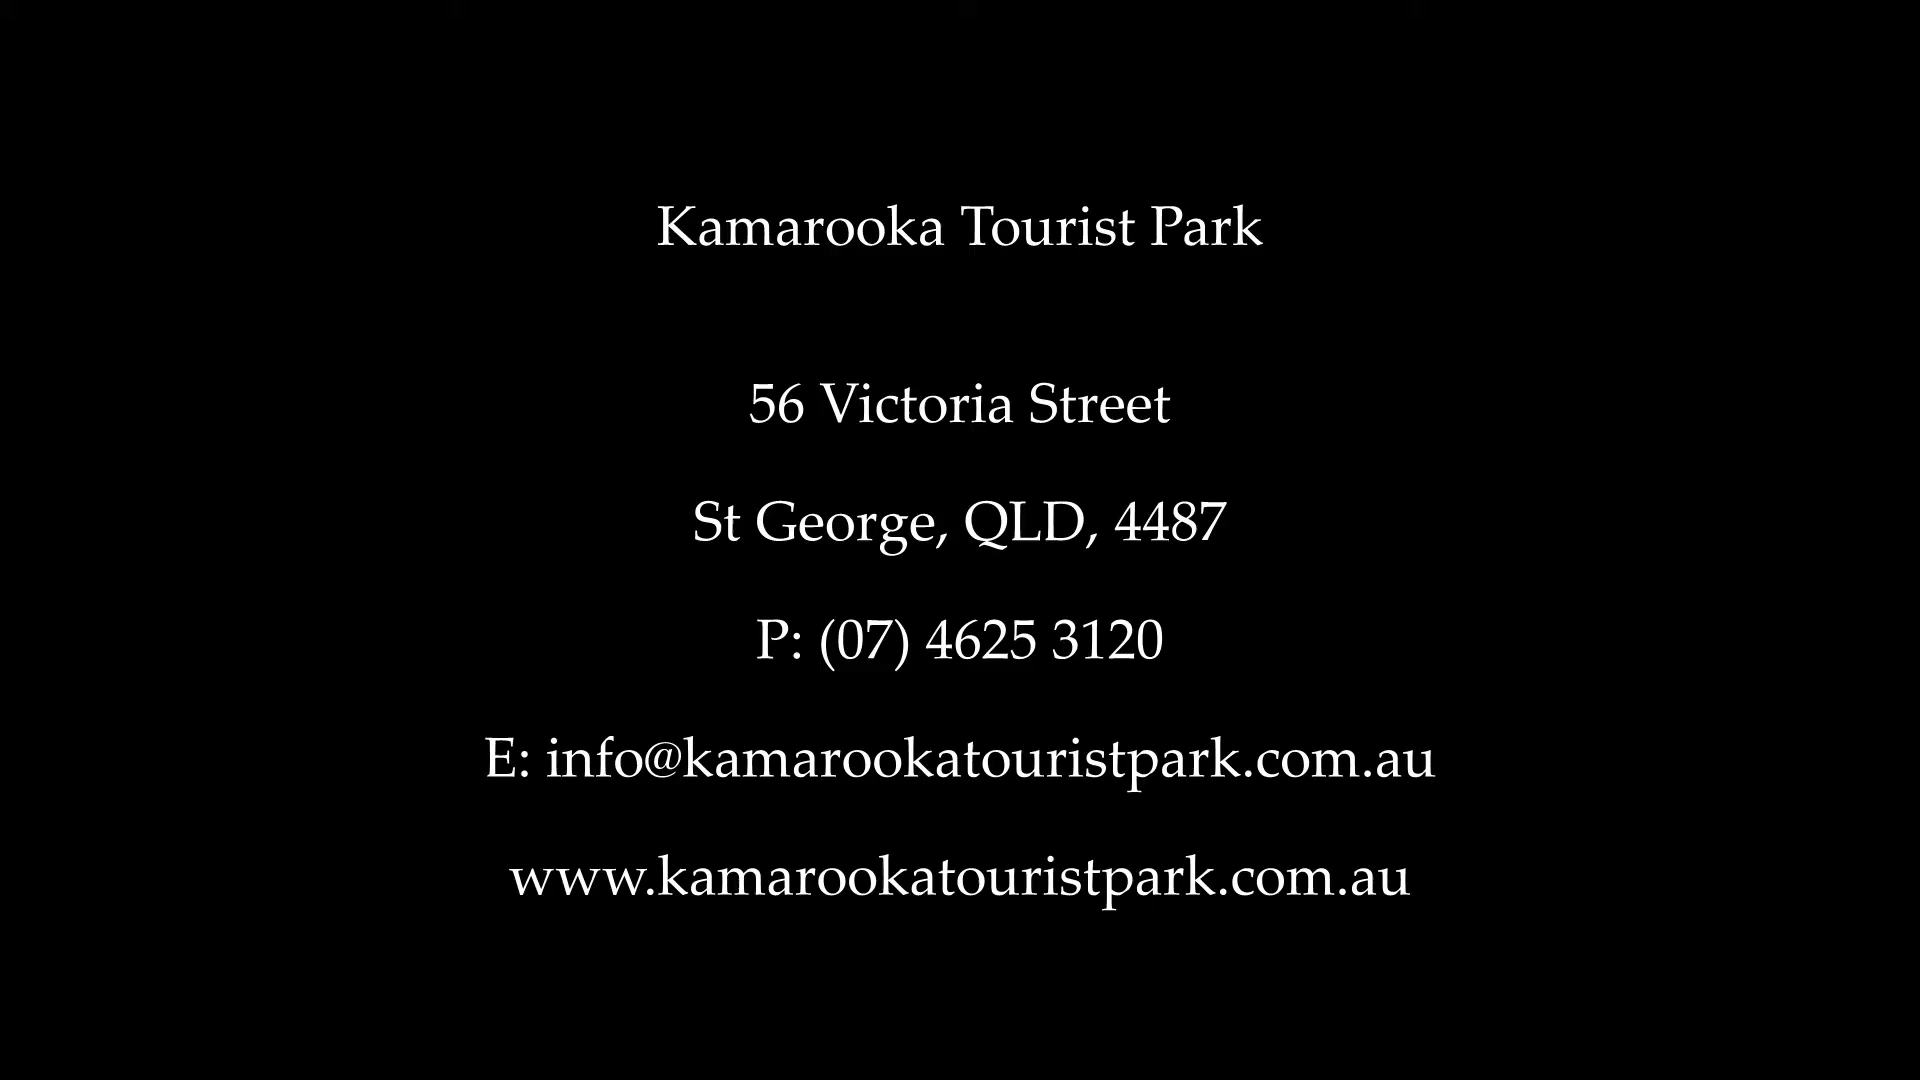 Kamarooka Tourist Park
56 Victoria Street
St George, QLD, 4487
P: (07) 4625 3120
E: info@kamarookatouristpark.com.au
www.kamarookatouristpark.com.au